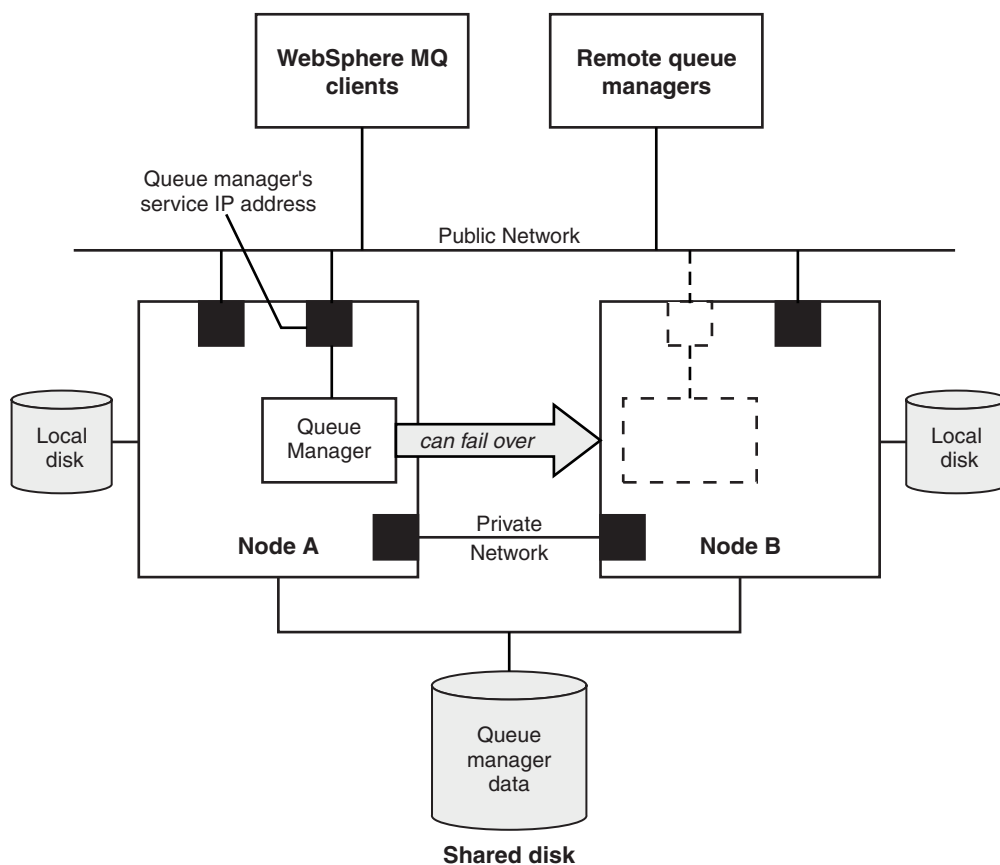 WebSphere MQ
clients
Remote queue
managers
Queue manager's
service IP address
Public Network
Local
disk
Queue
Manager
can fail over
Local
disk
Node A
Private
Network
Node B
Queue
manager
data
Shared disk